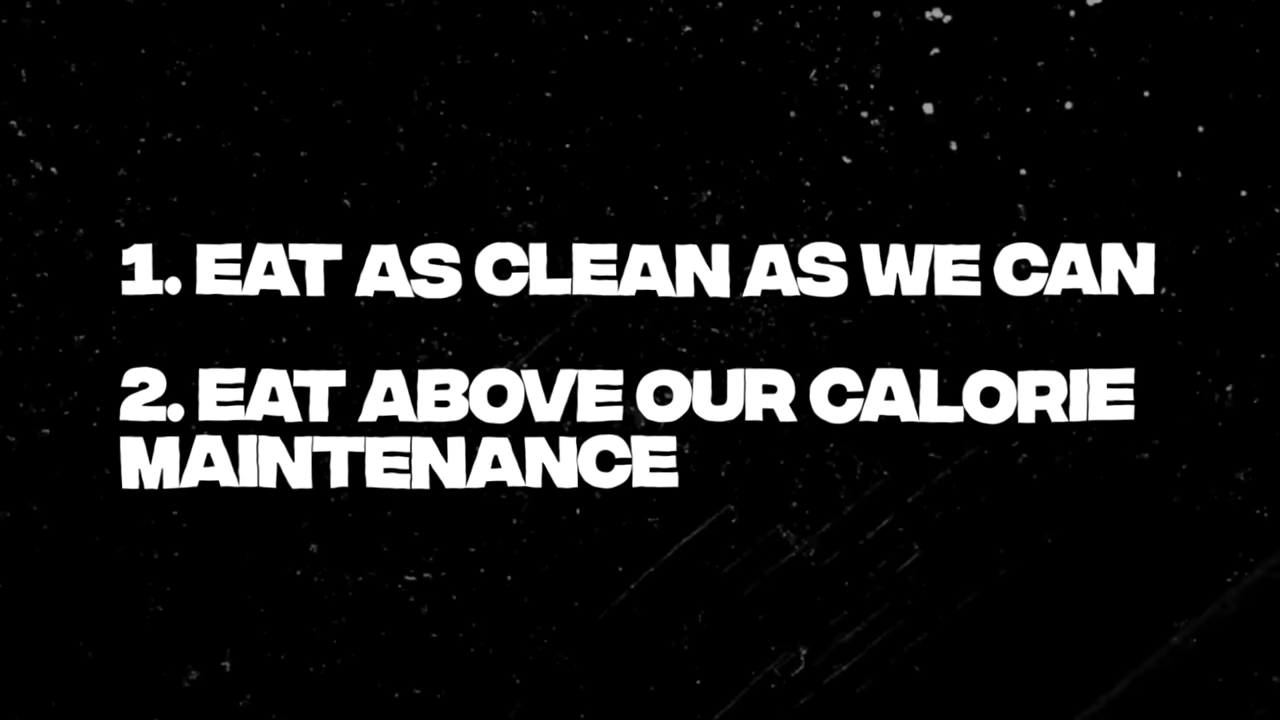 1. EAT AS CLEAN AS WE CAN
2. EAT ABOVE OUR CALORIE
MAINTENANCE